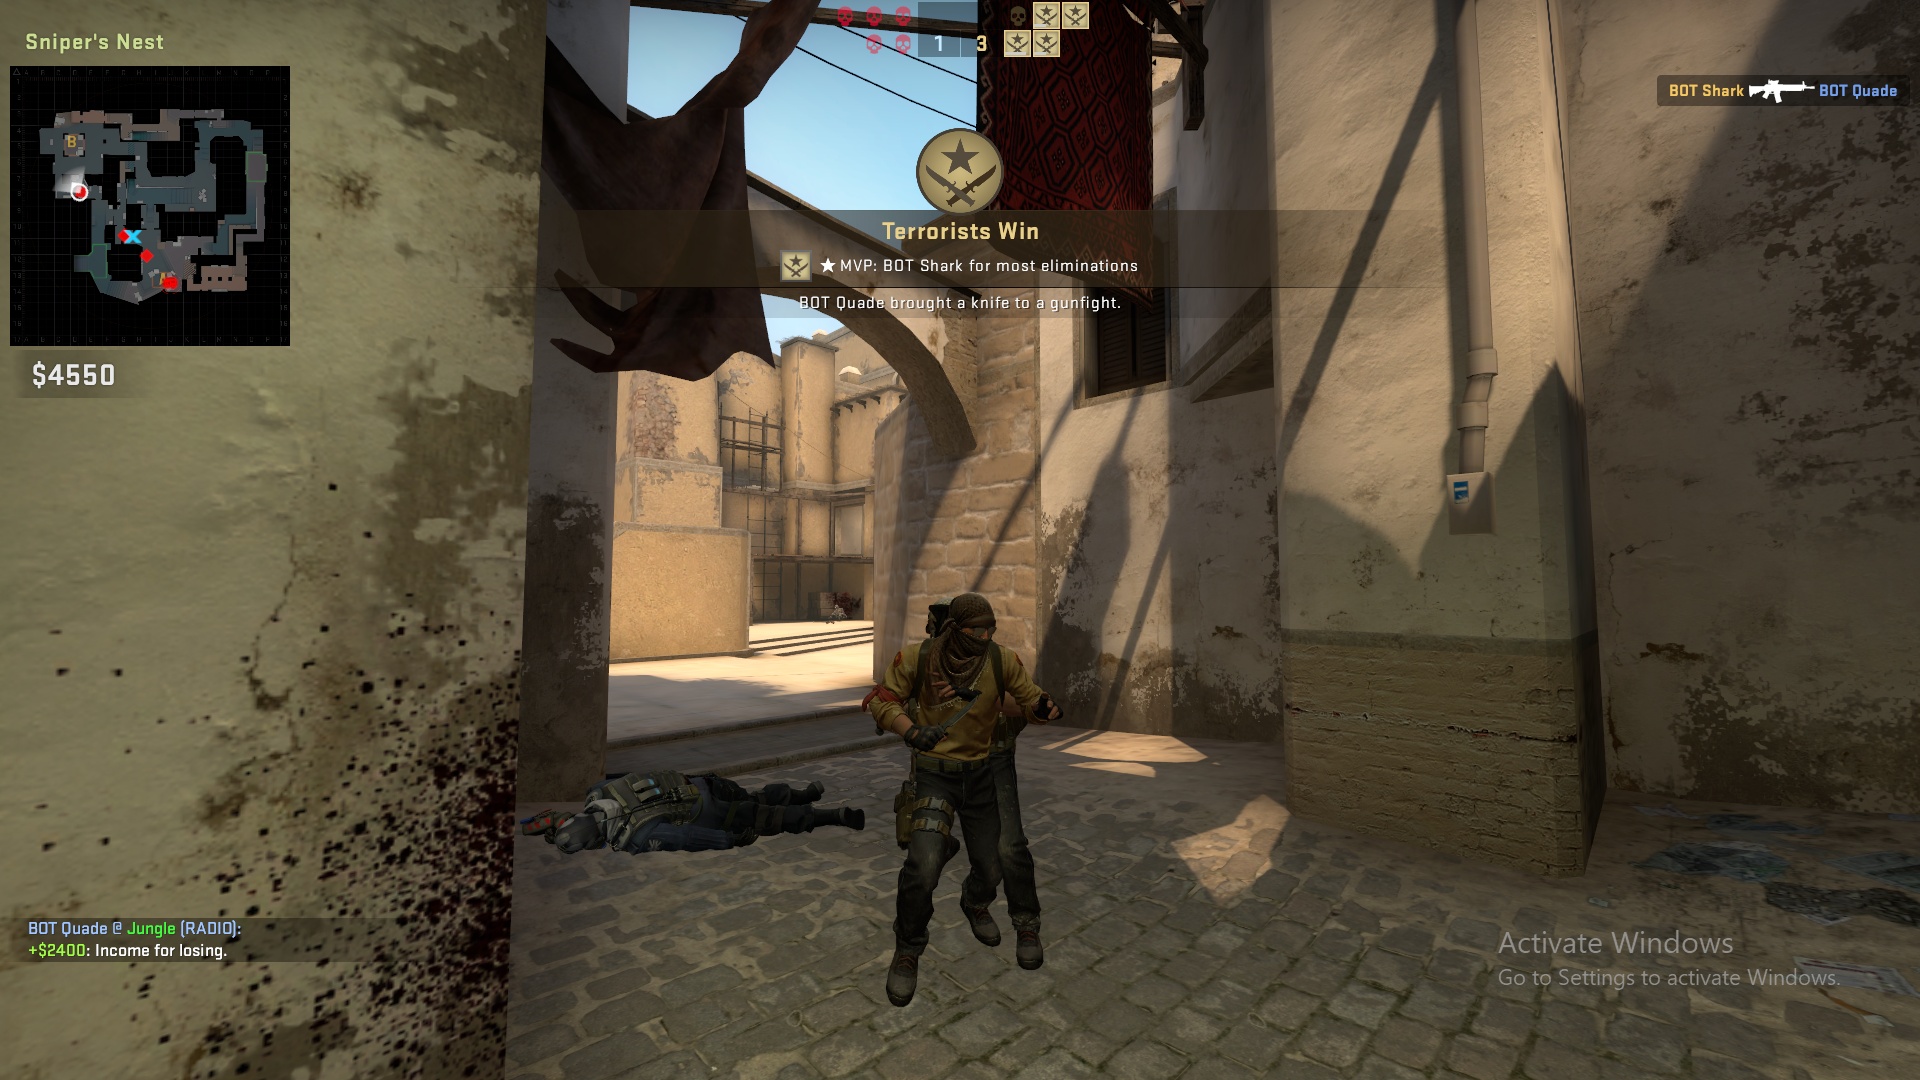 Sniper's Nest
1 3
BOT Shark BOT Quade
B
Terrorists Win
★ MVP: BOT Shark for most eliminations
BOT Quade brought a knife to a gunfight.
$4550
BOT Quade @ Jungle (RADIO):
+$2400: Income for losing.
Activate Windows
Go to Settings to activate Windows.